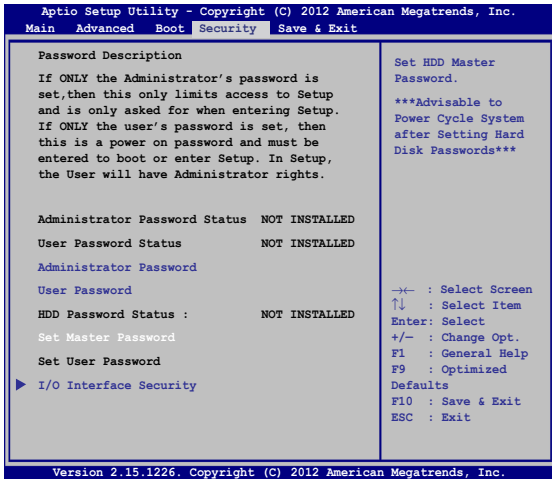 Aptio Setup Utility - Copyright (C) 2012 American Megatrends, Inc.
Main Advanced Boot Security Save & Exit
Password Description
If ONLY the Administrator's password is
set,then this only limits access to Setup
and is only asked for when entering Setup.
If ONLY the user's password is set, then
this is a power on password and must be
entered to boot or enter Setup. In Setup,
the User will have Administrator rights.
Administrator Password Status NOT INSTALLED
User Password Status NOT INSTALLED
Administrator Password
User Password
HDD Password Status : NOT INSTALLED
Set Master Password
Set User Password
I/O Interface Security
Set HDD Master
Password.
***Advisable to
Power Cycle System
after Setting Hard
Disk Passwords***
→← : Select Screen
↑↓ : Select Item
Enter: Select
+/— : Change Opt.
F1 : General Help
F9 : Optimized
Defaults
F10 : Save & Exit
ESC : Exit
Version 2.15.1226. Copyright (C) 2012 American Megatrends, Inc.